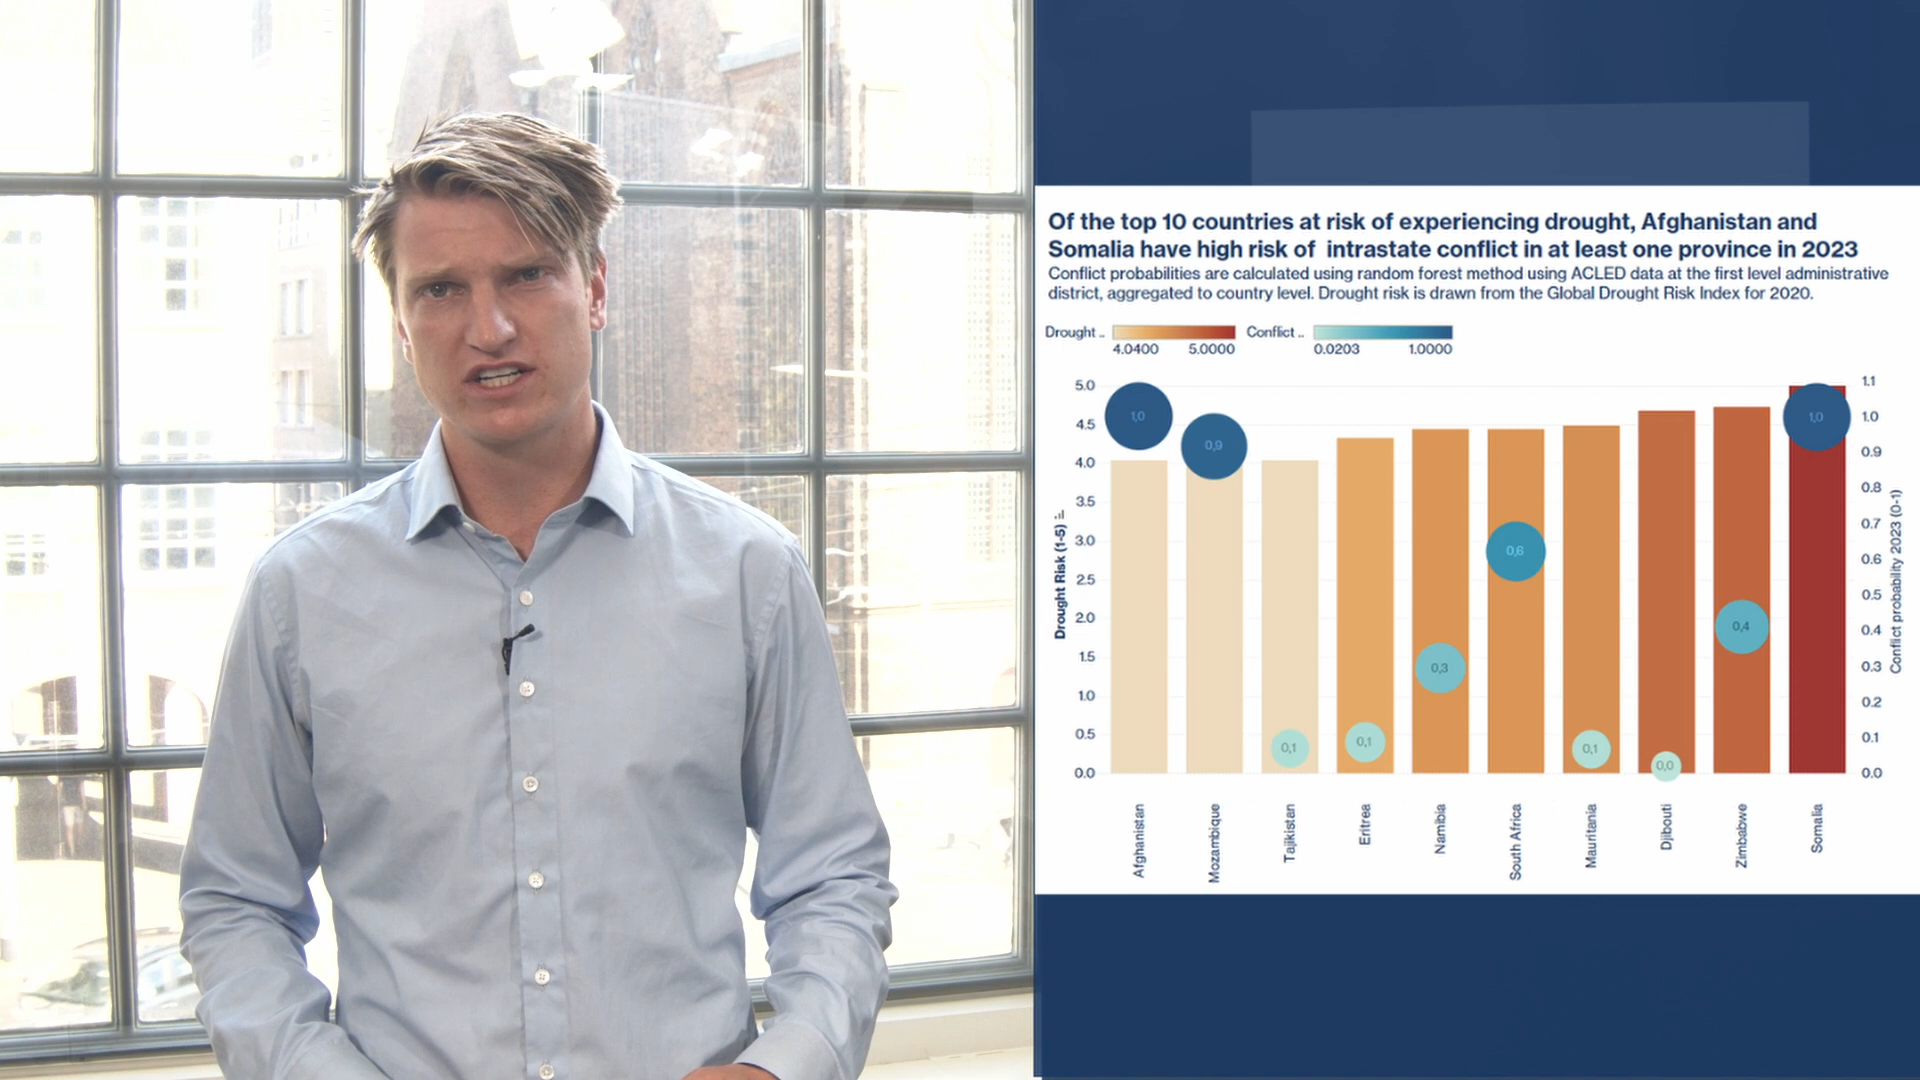 Of the top 10 countries at risk of experiencing drought, Afghanistan and
Somalia have high risk of intrastate conflict in at least one province in 2023
Conflict probabilities are calculated using random forest method using ACLED data at the first level administrative
district, aggregated to country level. Drought risk is drawn from the Global Drought Risk Index for 2020.
Drought .. Conflict ..
4.0400 5.0000 0.0203 1.0000
Drought Risk (1-5)
5.0
4.5
4.0
3.5
3.0
2.5
2.0
1.5
1.0
0.5
0.0
1,0
0,9
0,1
0,1
0,3
0,6
0,1
0,0
0,4
1,0
1.1
1.0
0.9
0.8
0.7
0.6
0.5
0.4
0.3
0.2
0.1
0.0
Conflict probability 2023 (0-1)
Afghanistan
Mozambique
Tajikistan
Eritrea
Namibia
South Africa
Mauritania
Djibouti
Zimbabwe
Somalia